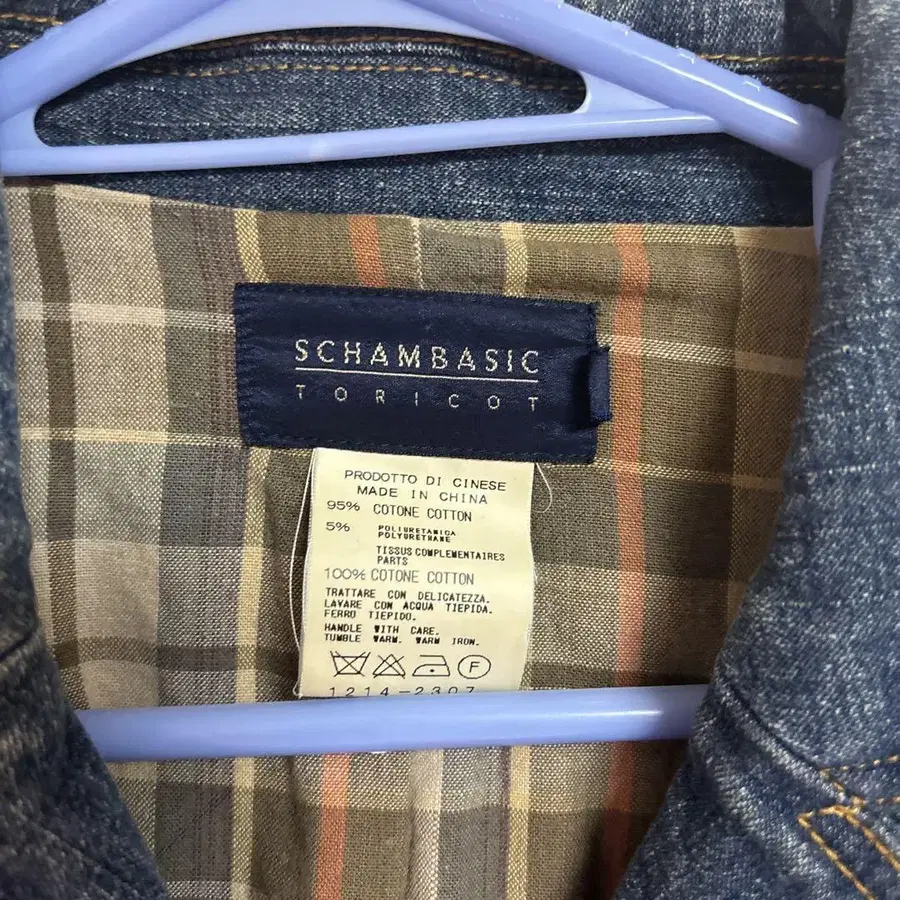 SCHAMBASIC
TORICOT
PRODOTTO DI CINESE
MADE IN CHINA
95% COTONE COTTON
5% POLIURETANICA
POLYURETHANE
TISSUS COMPLEMENTAIRES
PARTS
100% COTONE COTTON
TRATTARE CON DELICATEZZA.
LAVARE CON ACQUA TIEPIDA.
FERRO TIEPIDO.
HANDLE WITH CARE.
TUMBLE WARM. WARM IRON.
F
1214-2307